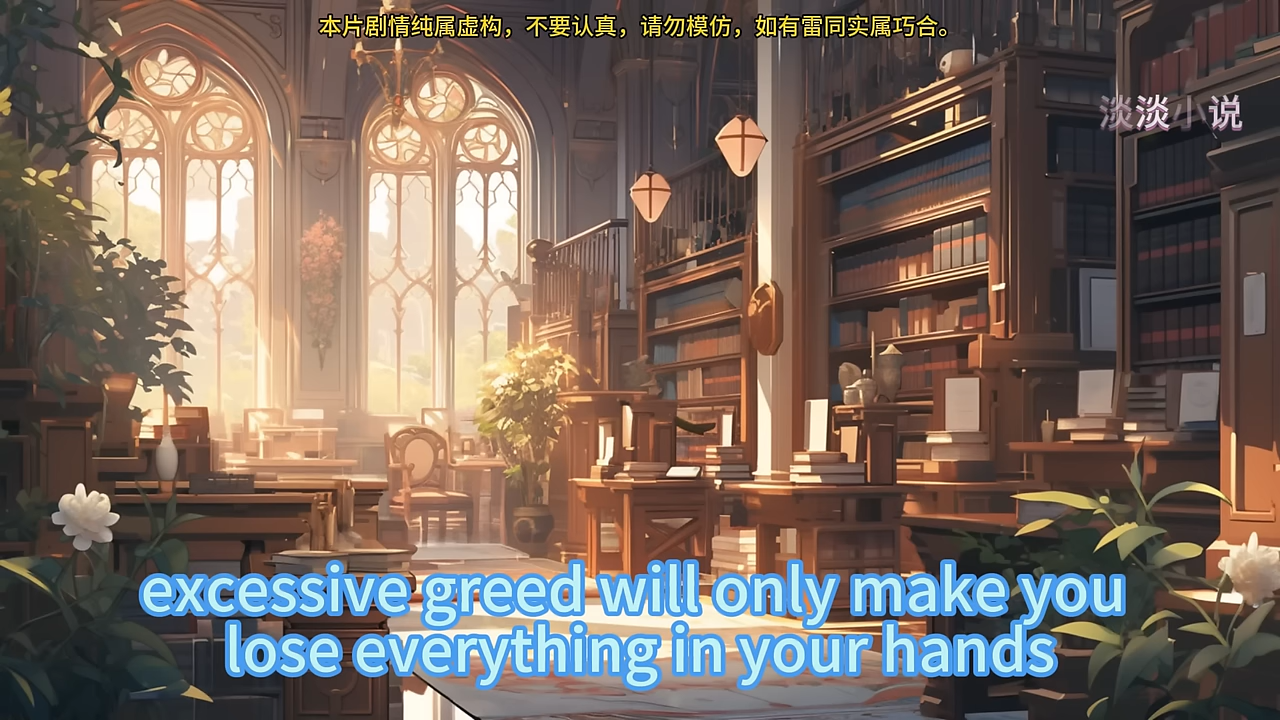 本片剧情纯属虚构，不要认真，请勿模仿，如有雷同实属巧合。
淡淡小说
excessive greed will only make you
lose everything in your hands